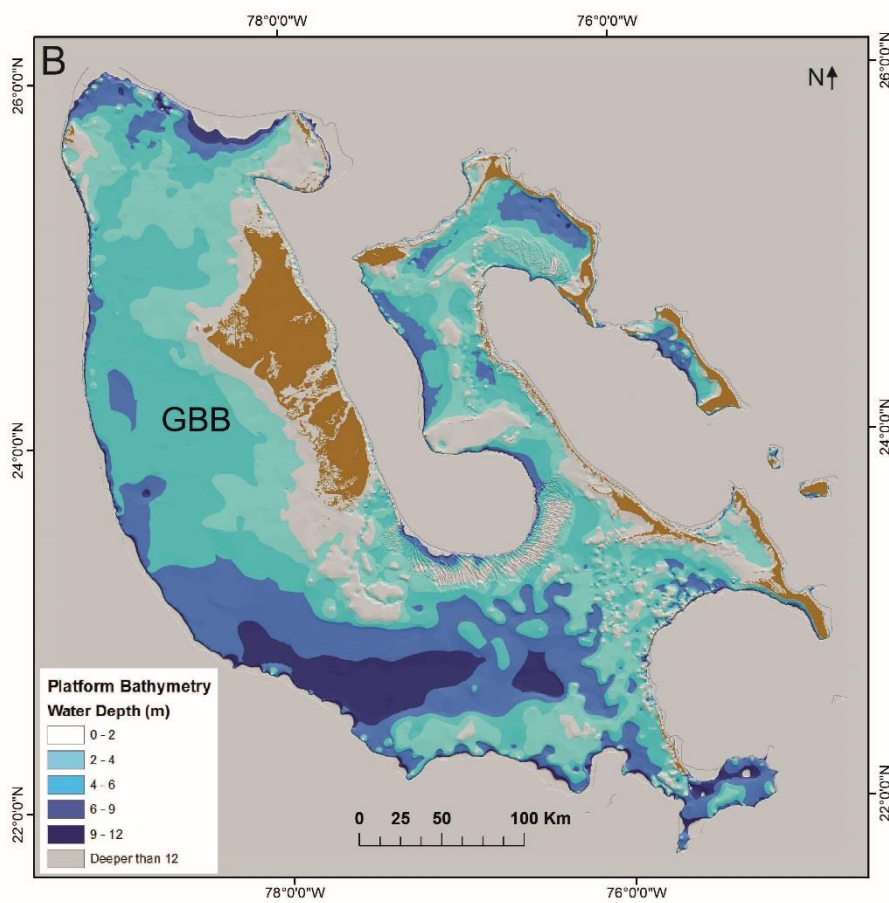 78°0'0"W
76°0'0"W
B
N
26°0'0"N
26°0'0"N
24°0'0"N
GBB
24°0'0"N
Platform Bathymetry
Water Depth (m)
0 - 2
2 - 4
4 - 6
6 - 9
9 - 12
Deeper than 12
22°0'0"N
22°0'0"N
0 25 50 100 Km
78°0'0"W
76°0'0"W